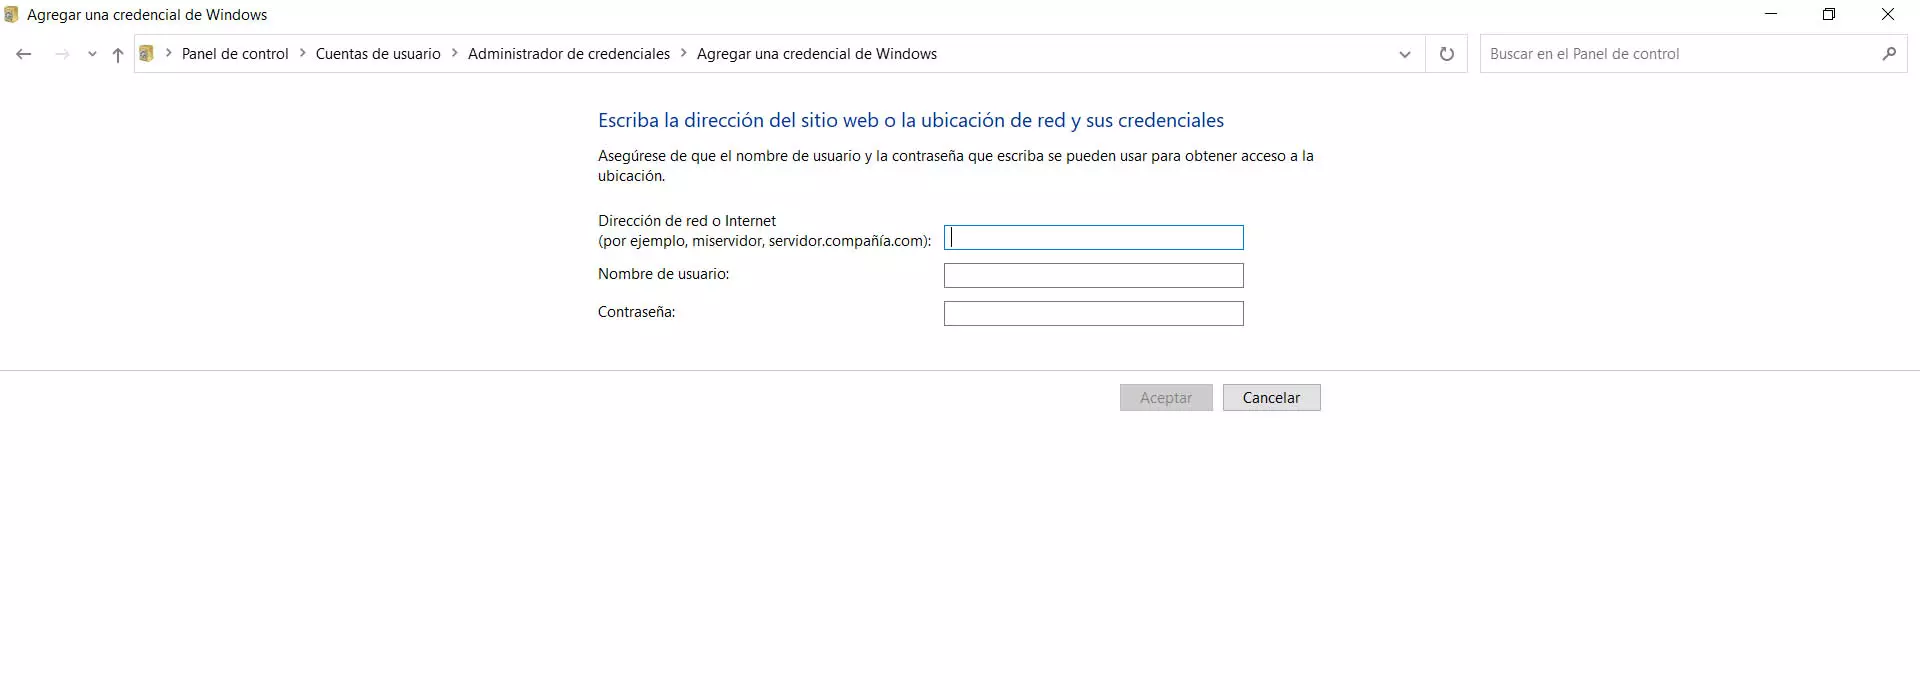 Agregar una credencial de Windows
Panel de control > Cuentas de usuario > Administrador de credenciales > Agregar una credencial de Windows
Buscar en el Panel de control
Escriba la dirección del sitio web o la ubicación de red y sus credenciales
Asegúrese de que el nombre de usuario y la contraseña que escriba se pueden usar para obtener acceso a la
ubicación.
Dirección de red o Internet
(por ejemplo, miservidor, servidor.compañía.com):
Nombre de usuario:
Contraseña:
Aceptar
Cancelar